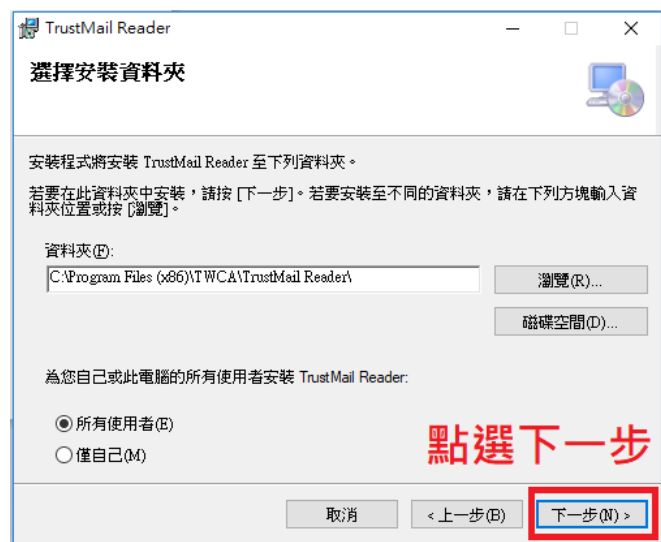 TrustMail Reader
選擇安裝資料夾
安裝程式將安裝 TrustMail Reader 至下列資料夾。
若要在此資料夾中安裝，請按 [下一步]。若要安裝至不同的資料夾，請在下列方塊輸入資
料夾位置或按 [瀏覽]。
資料夾(F):
C:\Program Files (x86)\TWCA\TrustMail Reader\
瀏覽(R)...
磁碟空間(D)...
為您自己或此電腦的所有使用者安裝 TrustMail Reader:
所有使用者(E)
僅自己(M)
點選下一步
取消
<上一步(B)
下一步(N) >